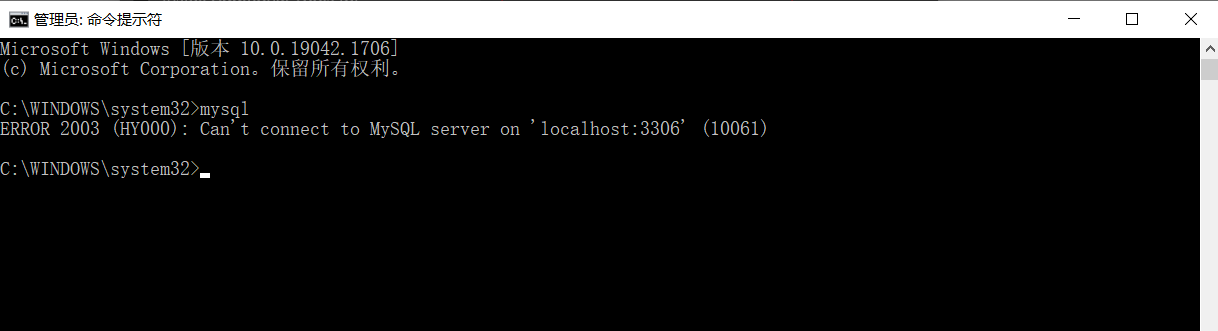 管理员: 命令提示符
Microsoft Windows [版本 10.0.19042.1706]
(c) Microsoft Corporation。保留所有权利。
C:\WINDOWS\system32>mysql
ERROR 2003 (HY000): Can't connect to MySQL server on 'localhost:3306' (10061)
C:\WINDOWS\system32>